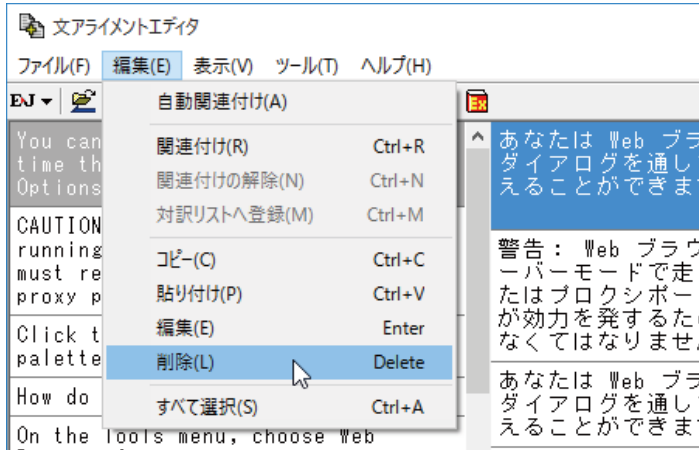 文アライメントエディタ
ファイル(F) 編集(E) 表示(V) ツール(T) ヘルプ(H)
EJ
自動関連付け(A)
関連付け(R) Ctrl+R
関連付けの解除(N) Ctrl+N
対訳リストへ登録(M) Ctrl+M
コピー(C) Ctrl+C
貼り付け(P) Ctrl+V
編集(E) Enter
削除(L) Delete
すべて選択(S) Ctrl+A
You can
time th
Options
CAUTION
running
must re
proxy p
Click t
palette
How do
On the Tools menu, choose Web
あなたは Web ブラ
ダイアログを通し
えることができま
警告： Web ブラウ
ーバーモードで走
たはプロクシポー
が効力を発するた
なくてはなりませ
あなたは Web ブラ
ダイアログを通し
えることができま